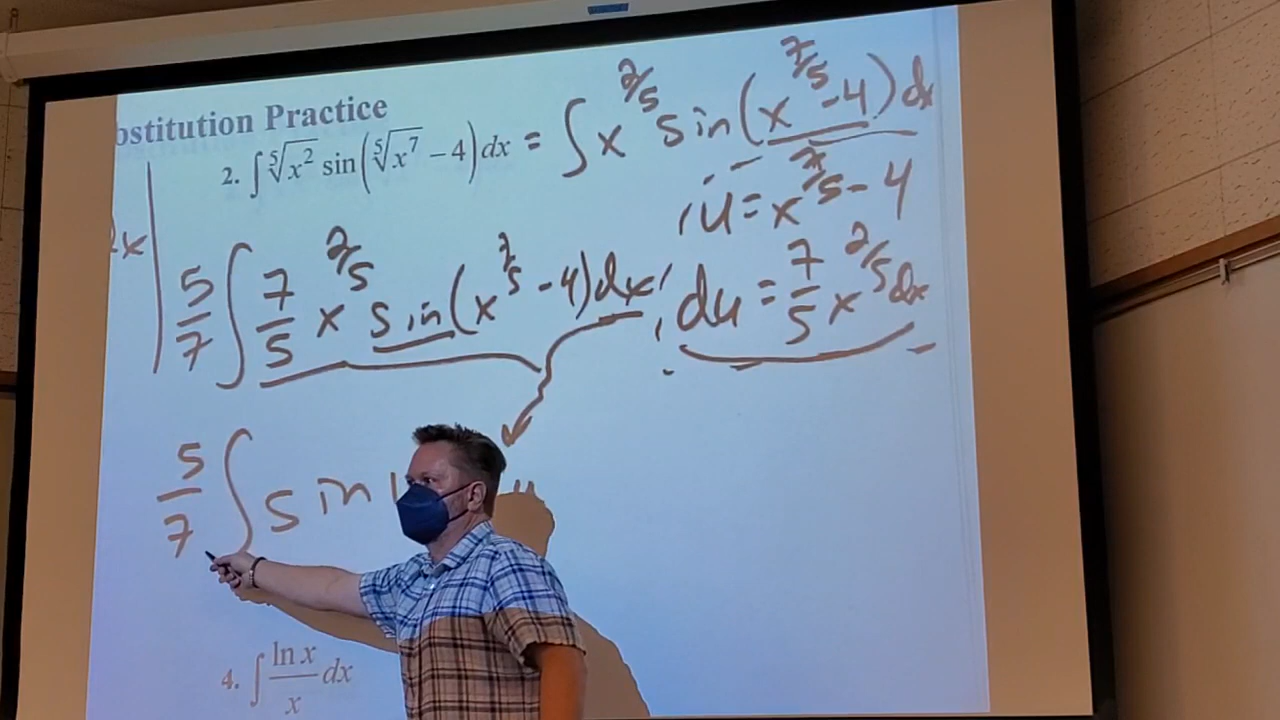 bstitution Practice
2. ∫ ⁵√x² sin(⁵√x⁷ − 4) dx = ∫ x^2/5 sin(x^7/5 − 4) dx
u = x^7/5 − 4
du = 7/5 x^2/5 dx
2x
5/7 ∫ 7/5 x^2/5 sin(x^7/5 − 4) dx
5/7 ∫ sin
4. ∫ ln x / x dx